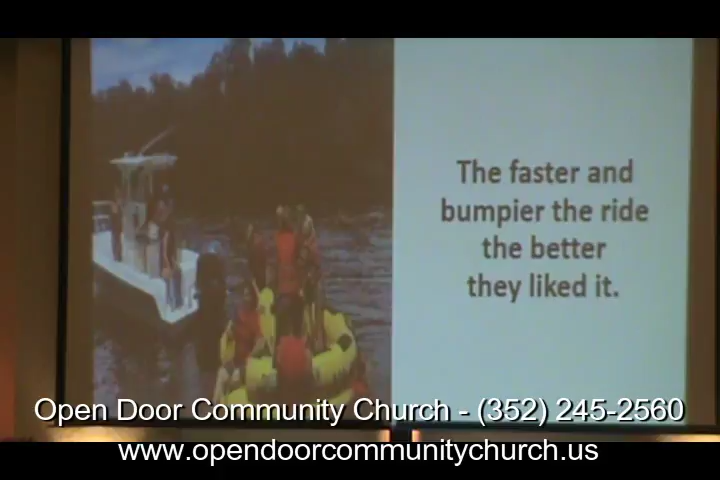 The faster and
bumpier the ride
the better
they liked it.
Open Door Community Church - (352) 245-2560
www.opendoorcommunitychurch.us